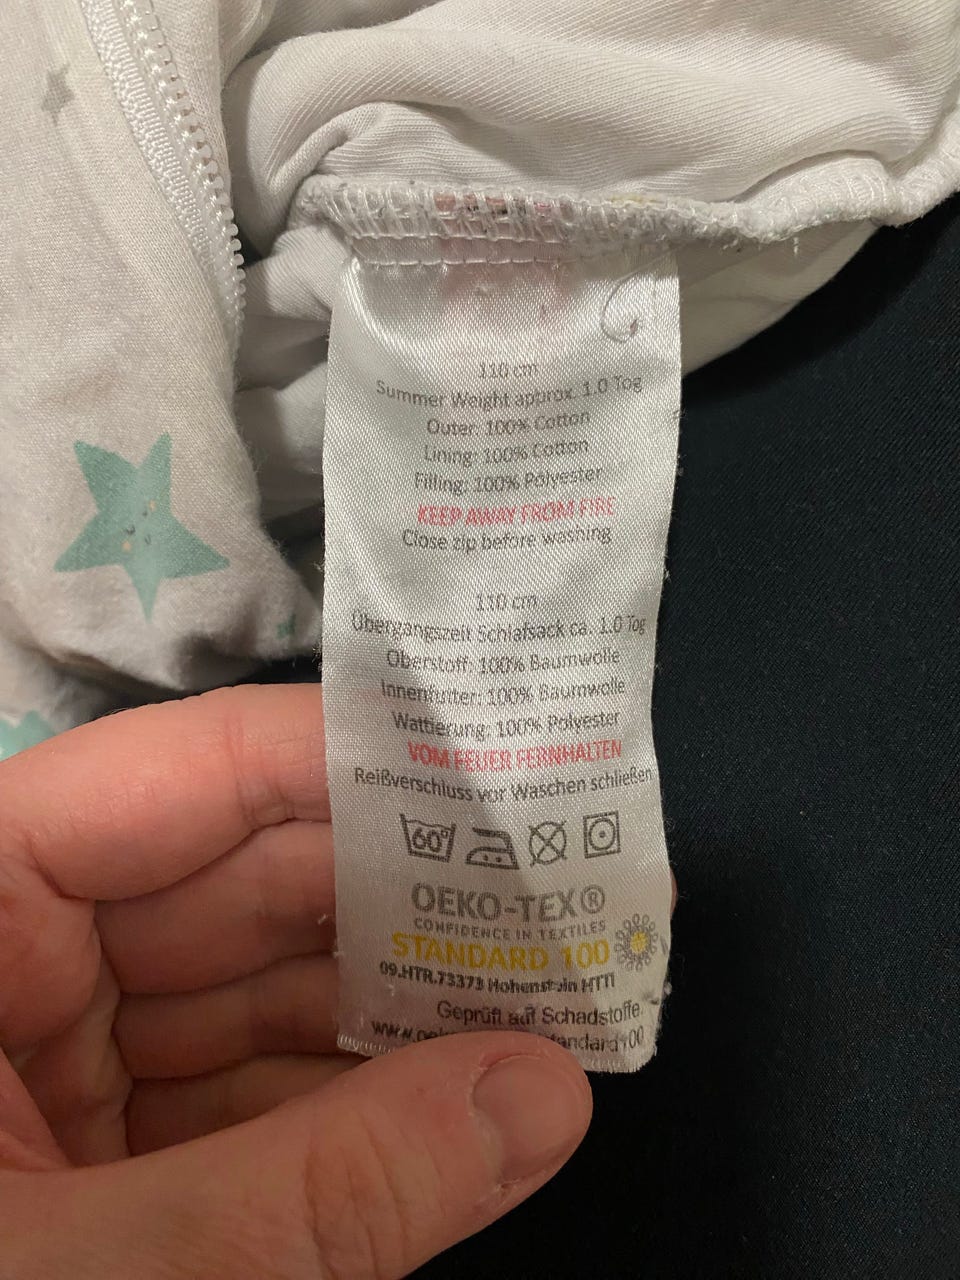 110 cm
Summer Weight approx. 1.0 Tog
Outer: 100% Cotton
Lining: 100% Cotton
Filling: 100% Polyester
KEEP AWAY FROM FIRE
Close zip before washing
110 cm
Übergangszeit Schlafsack ca. 1.0 Tog
Oberstoff: 100% Baumwolle
Innenfutter: 100% Baumwolle
Wattierung: 100% Polyester
VOM FEUER FERNHALTEN
Reißverschluss vor Waschen schließen
60°
OEKO-TEX®
CONFIDENCE IN TEXTILES
STANDARD 100
09.HTR.73373 Hohenstein HTTI
Geprüft auf Schadstoffe.